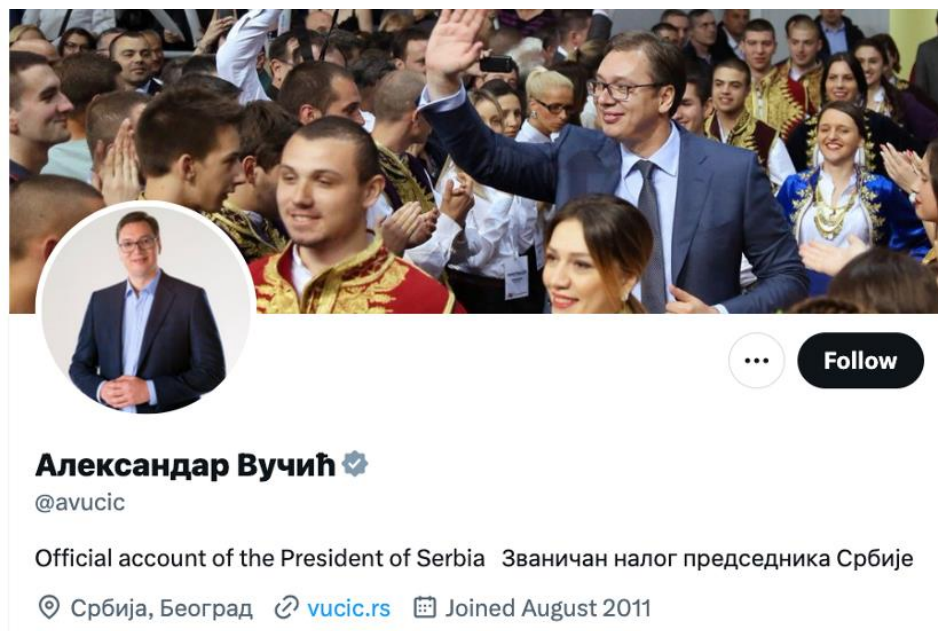 Follow
Александар Вучић
@avucic
Official account of the President of Serbia Званичан налог председника Србије
Србија, Београд vucic.rs Joined August 2011